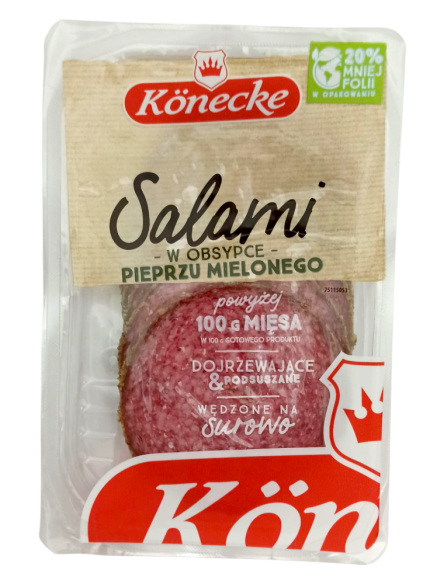 Könecke
20%
MNIEJ
FOLII
W OPAKOWANIU
Salami
- W OBSYPCE -
PIEPRZU MIELONEGO
powyżej
100 g MIĘSA
W 100 g GOTOWEGO PRODUKTU
DOJRZEWAJĄCE
& PODSUSZANE
WĘDZONE NA
surowo
Kön